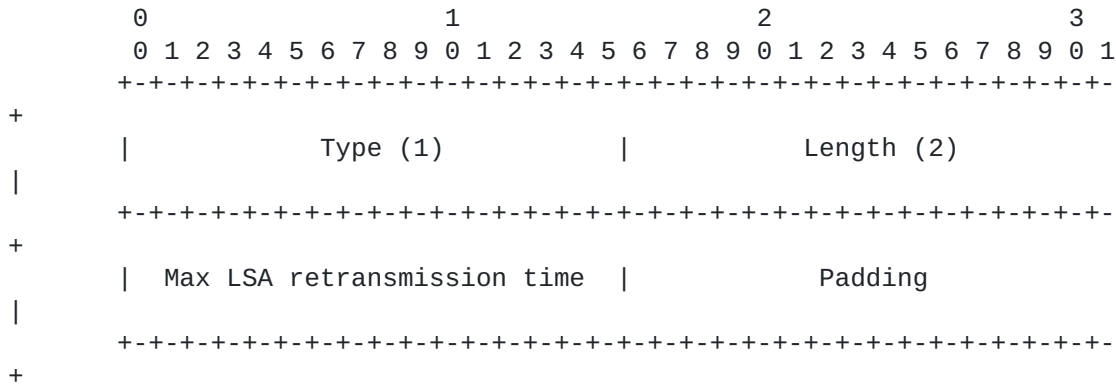 0                   1                   2                   3
        0 1 2 3 4 5 6 7 8 9 0 1 2 3 4 5 6 7 8 9 0 1 2 3 4 5 6 7 8 9 0 1
       +-+-+-+-+-+-+-+-+-+-+-+-+-+-+-+-+-+-+-+-+-+-+-+-+-+-+-+-+-+-+-+-
+
       |            Type (1)           |           Length (2)
|
       +-+-+-+-+-+-+-+-+-+-+-+-+-+-+-+-+-+-+-+-+-+-+-+-+-+-+-+-+-+-+-+-
+
       |  Max LSA retransmission time  |            Padding
|
       +-+-+-+-+-+-+-+-+-+-+-+-+-+-+-+-+-+-+-+-+-+-+-+-+-+-+-+-+-+-+-+-
+